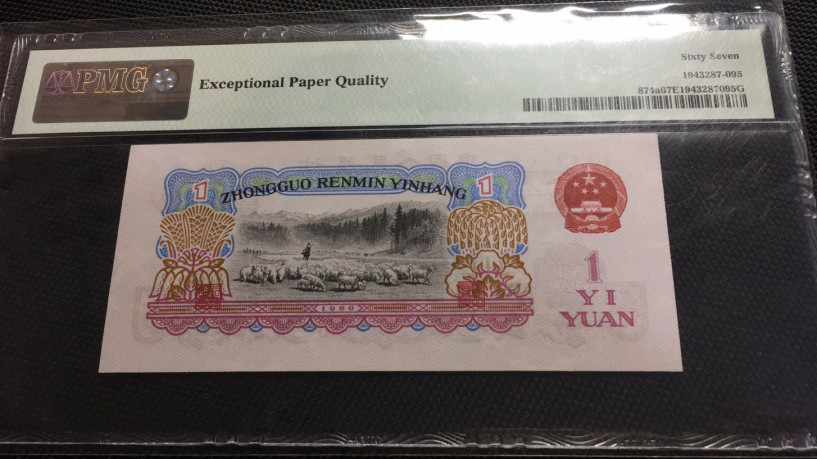 PMG
Exceptional Paper Quality
Sixty Seven
1943287-095
874a67E1943287095G
1
1
ZHONGGUO RENMIN YINHANG
1960
1
YI
YUAN